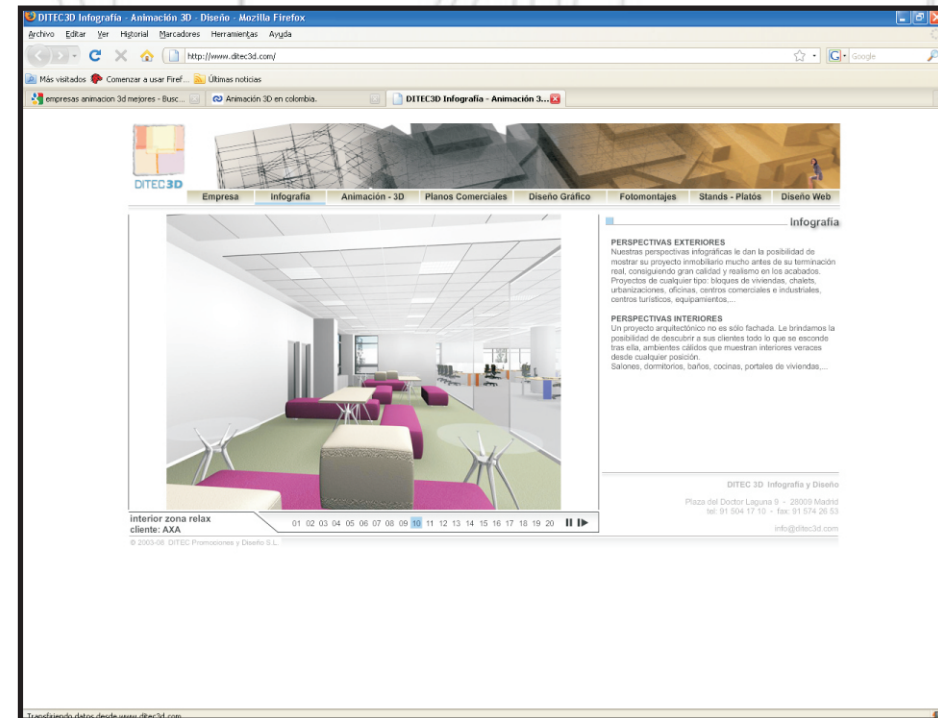 DITEC3D Infografía - Animación 3D - Diseño - Mozilla Firefox
Archivo Editar Ver Historial Marcadores Herramientas Ayuda
http://www.ditec3d.com/
Google
Más visitados Comenzar a usar Firef... Últimas noticias
empresas animacion 3d mejores - Busc... Animación 3D en colombia. DITEC3D Infografía - Animación 3...
DITEC3D
Empresa Infografía Animación - 3D Planos Comerciales Diseño Gráfico Fotomontajes Stands - Platós Diseño Web
Infografía
PERSPECTIVAS EXTERIORES
Nuestras perspectivas infográficas le dan la posibilidad de
mostrar su proyecto inmobiliario mucho antes de su terminación
real, consiguiendo gran calidad y realismo en los acabados.
Proyectos de cualquier tipo: bloques de viviendas, chalets,
urbanizaciones, oficinas, centros comerciales e industriales,
centros turísticos, equipamientos,...
PERSPECTIVAS INTERIORES
Un proyecto arquitectónico no es sólo fachada. Le brindamos la
posibilidad de descubrir a sus clientes todo lo que se esconde
tras ella, ambientes cálidos que muestran interiores veraces
desde cualquier posición.
Salones, dormitorios, baños, cocinas, portales de viviendas,...
DITEC 3D Infografía y Diseño
Plaza del Doctor Laguna 9 - 28009 Madrid
tel: 91 504 17 10 - fax: 91 574 26 53
info@ditec3d.com
interior zona relax
cliente: AXA
01 02 03 04 05 06 07 08 09 10 11 12 13 14 15 16 17 18 19 20
© 2003-08 DITEC Promociones y Diseño S.L.
Transfiriendo datos desde www.ditec3d.com...